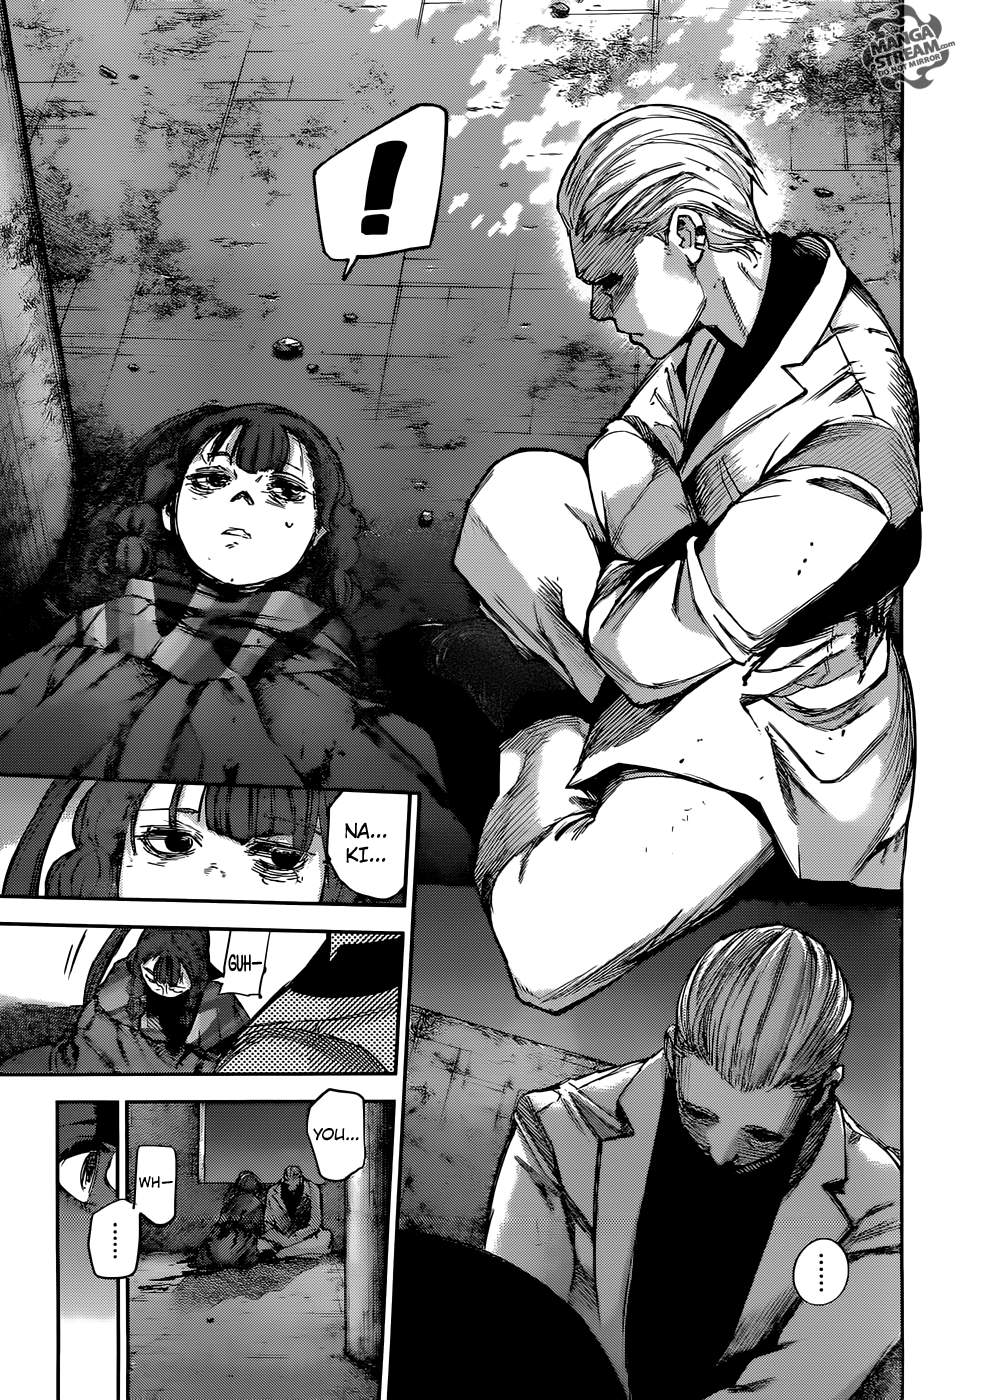 MANGA
STREAM.com
DO NOT MIRROR
!
NA...
KI...
GUH–
......
YOU...
WH–
......